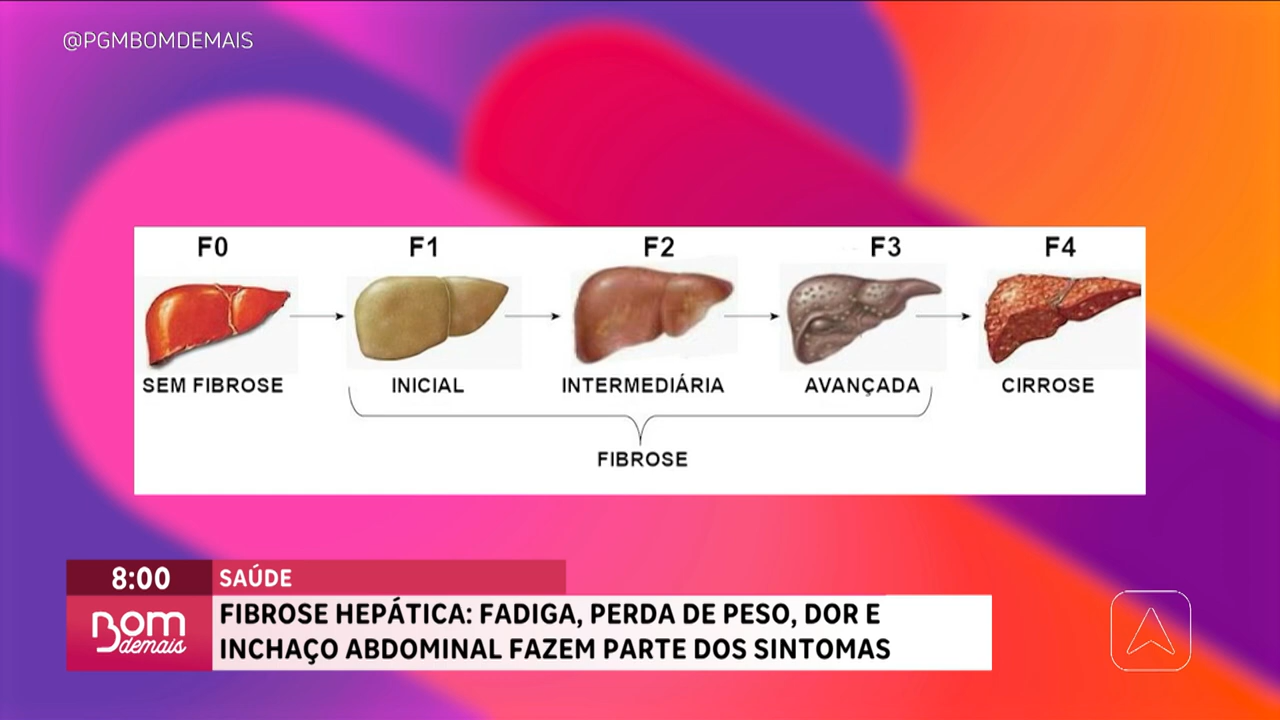 @PGMBOMDEMAIS
F0 F1 F2 F3 F4
SEM FIBROSE INICIAL INTERMEDIÁRIA AVANÇADA CIRROSE
FIBROSE
8:00 SAÚDE
Bom
demais
FIBROSE HEPÁTICA: FADIGA, PERDA DE PESO, DOR E
INCHAÇO ABDOMINAL FAZEM PARTE DOS SINTOMAS